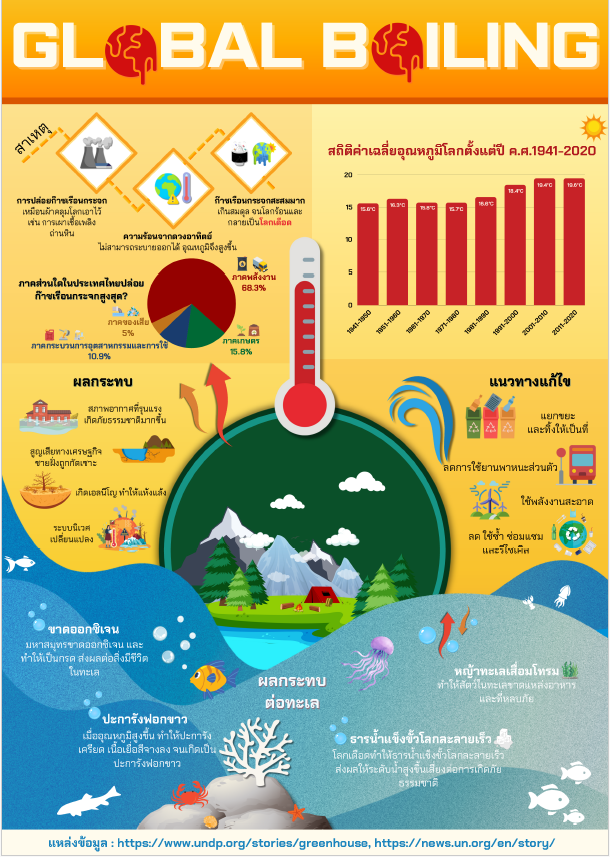 GLOBAL BOILING
สาเหตุ
การปล่อยก๊าซเรือนกระจก
เหมือนผ้าคลุมโลกเอาไว้
เช่น การเผาเชื้อเพลิง
ถ่านหิน
ความร้อนจากดวงอาทิตย์
ไม่สามารถระบายออกได้ อุณหภูมิจึงสูงขึ้น
ก๊าซเรือนกระจกสะสมมาก
เกินสมดุล จนโลกร้อนและ
กลายเป็นโลกเดือด
สถิติค่าเฉลี่ยอุณหภูมิโลกตั้งแต่ปี ค.ศ.1941-2020
20
15
10
5
0
15.6°C
16.3°C
15.8°C
15.7°C
16.6°C
18.4°C
19.4°C
19.6°C
1941-1950
1951-1960
1961-1970
1971-1960
1981-1990
1991-2000
2001-2010
2011-2020
ภาคส่วนใดในประเทศไทยปล่อย
ก๊าซเรือนกระจกสูงสุด?
ภาคพลังงาน
68.3%
ภาคของเสีย
5%
ภาคกระบวนการอุตสาหกรรมและการใช้
10.9%
ภาคเกษตร
15.8%
ผลกระทบ
สภาพอากาศที่รุนแรง
เกิดภัยธรรมชาติมากขึ้น
สูญเสียทางเศรษฐกิจ
ชายฝั่งถูกกัดเซาะ
เกิดเอลนีโญ ทำให้แห้งแล้ง
ระบบนิเวศ
เปลี่ยนแปลง
แนวทางแก้ไข
แยกขยะ
และทิ้งให้เป็นที่
ลดการใช้ยานพาหนะส่วนตัว
ใช้พลังงานสะอาด
ลด ใช้ซ้ำ ซ่อมแซม
และรีไซเคิล
ผลกระทบ
ต่อทะเล
ขาดออกซิเจน
มหาสมุทรขาดออกซิเจน และ
ทำให้เป็นกรด ส่งผลต่อสิ่งมีชีวิต
ในทะเล
ปะการังฟอกขาว
เมื่ออุณหภูมิสูงขึ้น ทำให้ปะการัง
เครียด เนื้อเยื่อสีจางลง จนเกิดเป็น
ปะการังฟอกขาว
หญ้าทะเลเสื่อมโทรม
ทำให้สัตว์ในทะเลขาดแหล่งอาหาร
และที่หลบภัย
ธารน้ำแข็งขั้วโลกละลายเร็ว
โลกเดือดทำให้ธารน้ำแข็งขั้วโลกละลายเร็ว
ส่งผลให้ระดับน้ำสูงขึ้นเสี่ยงต่อการเกิดภัย
ธรรมชาติ
แหล่งข้อมูล : https://www.undp.org/stories/greenhouse, https://news.un.org/en/story/